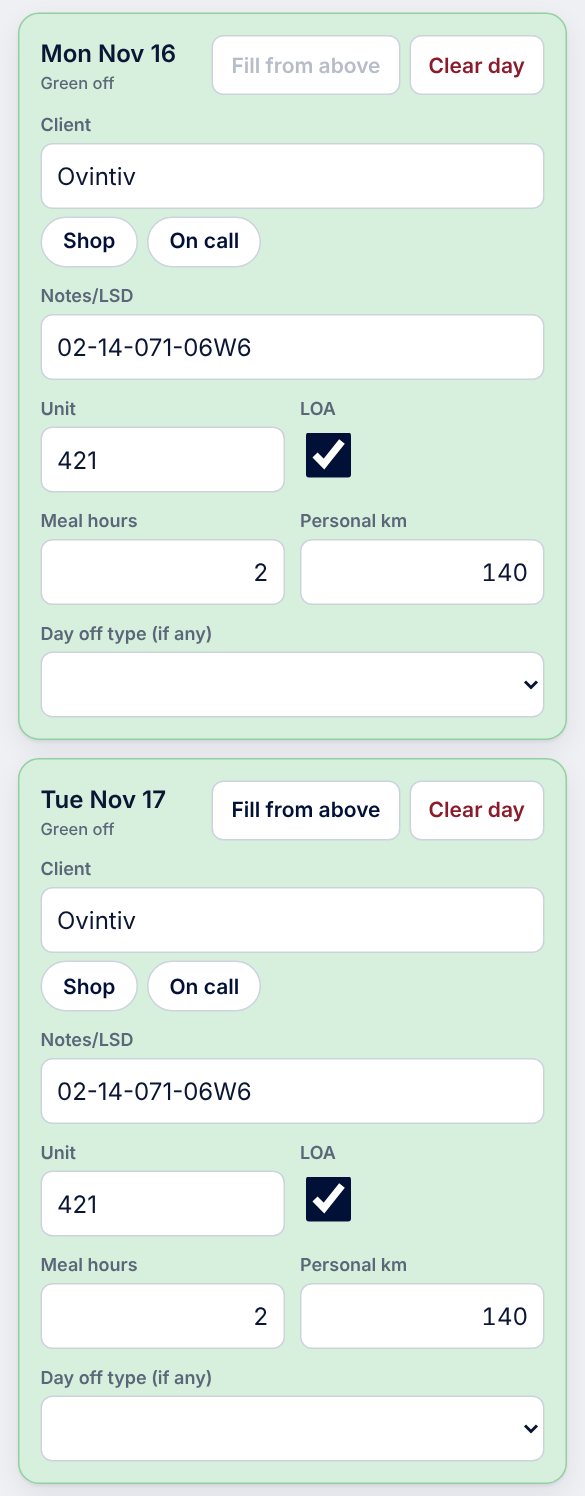 Mon Nov 16
Green off
Fill from above
Clear day
Client
Ovintiv
Shop
On call
Notes/LSD
02-14-071-06W6
Unit
LOA
421
Meal hours
Personal km
2
140
Day off type (if any)
Tue Nov 17
Green off
Fill from above
Clear day
Client
Ovintiv
Shop
On call
Notes/LSD
02-14-071-06W6
Unit
LOA
421
Meal hours
Personal km
2
140
Day off type (if any)